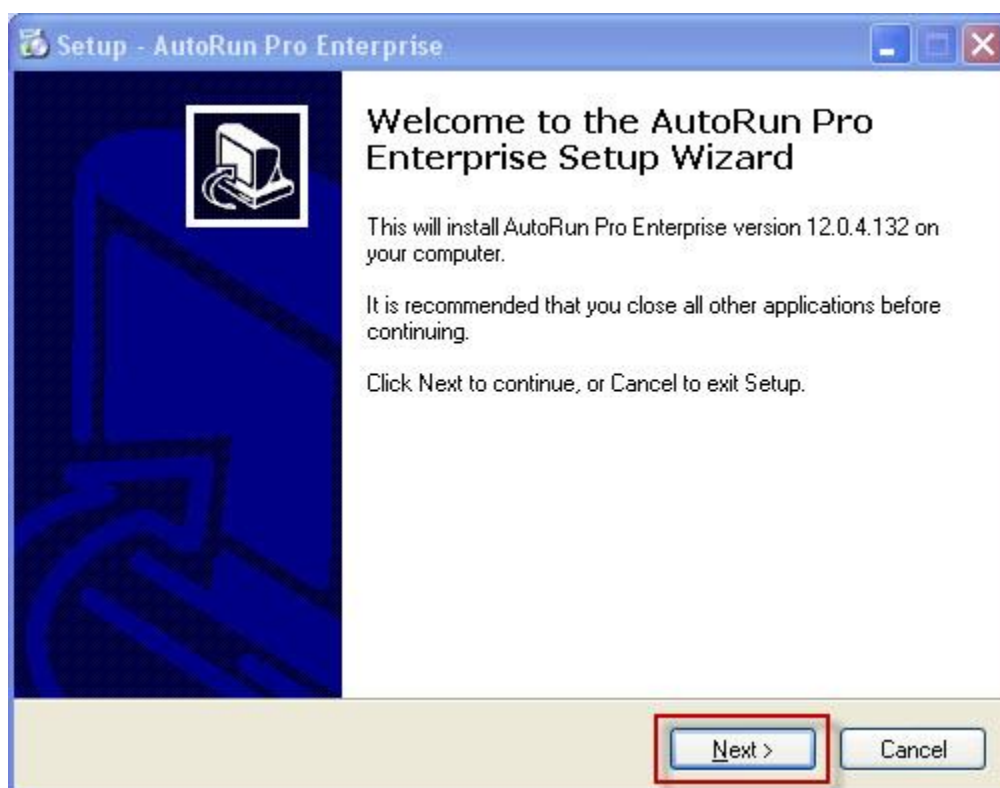 Setup - AutoRun Pro Enterprise
Welcome to the AutoRun Pro
Enterprise Setup Wizard
This will install AutoRun Pro Enterprise version 12.0.4.132 on
your computer.
It is recommended that you close all other applications before
continuing.
Click Next to continue, or Cancel to exit Setup.
Next >
Cancel